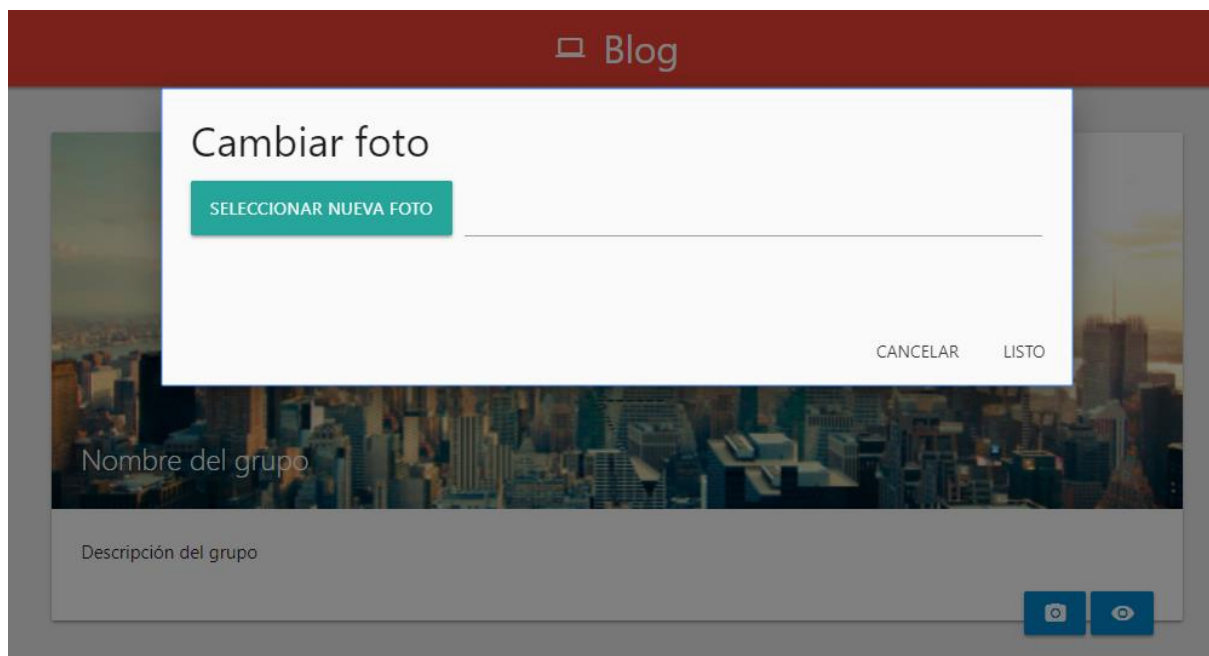 Blog
Cambiar foto
SELECCIONAR NUEVA FOTO
CANCELAR LISTO
Nombre del grupo
Descripción del grupo